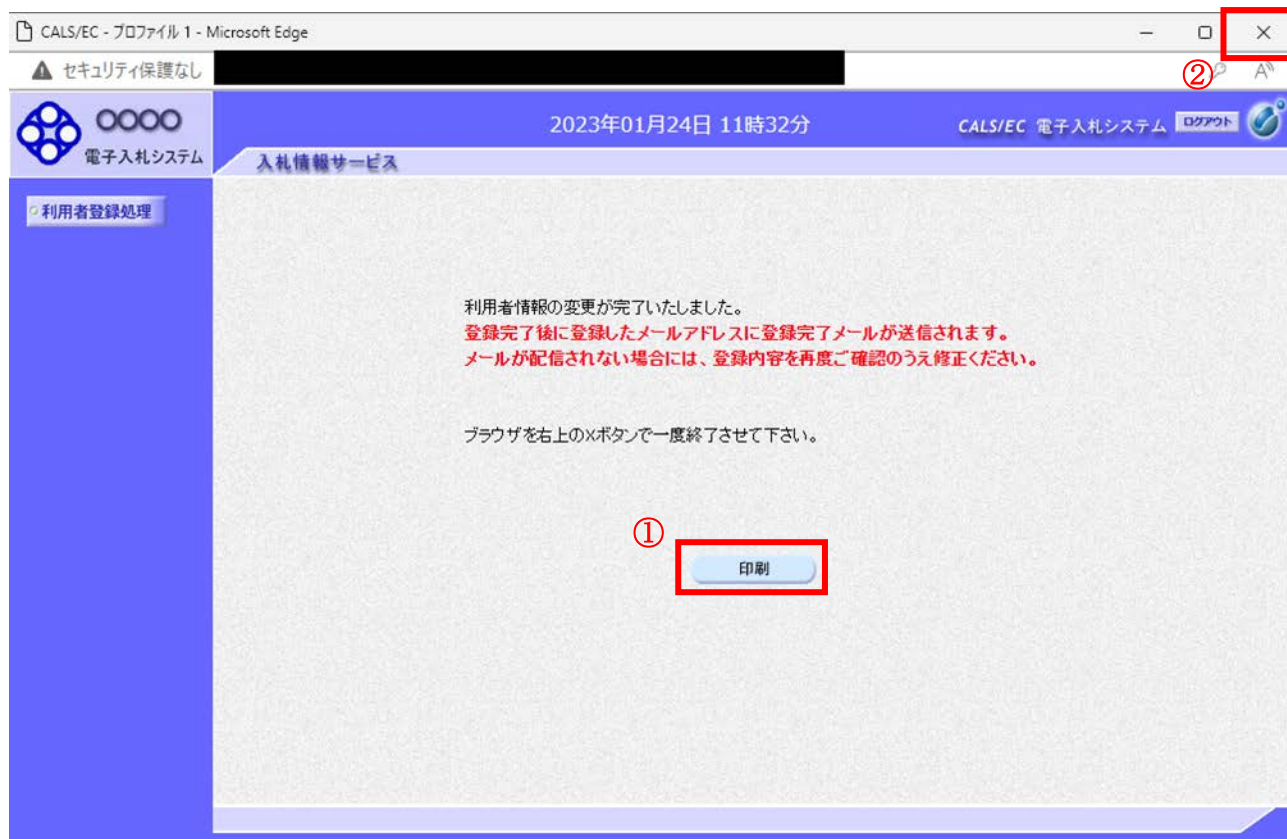 CALS/EC - プロファイル 1 - Microsoft Edge
②
セキュリティ保護なし
OOOO
電子入札システム
2023年01月24日 11時32分
CALS/EC 電子入札システム
ログアウト
入札情報サービス
利用者登録処理
利用者情報の変更が完了いたしました。
登録完了後に登録したメールアドレスに登録完了メールが送信されます。
メールが配信されない場合には、登録内容を再度ご確認のうえ修正ください。
ブラウザを右上の×ボタンで一度終了させて下さい。
①
印刷